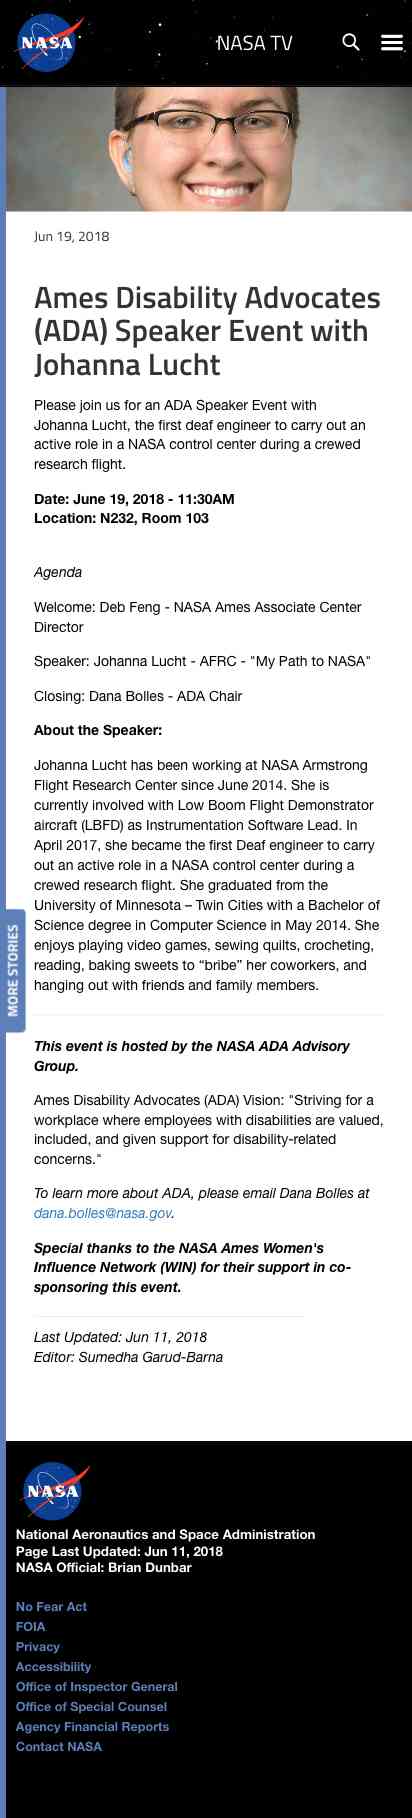 NASA
NASA TV
Jun 19, 2018
Ames Disability Advocates
(ADA) Speaker Event with
Johanna Lucht
Please join us for an ADA Speaker Event with
Johanna Lucht, the first deaf engineer to carry out an
active role in a NASA control center during a crewed
research flight.
Date: June 19, 2018 - 11:30AM
Location: N232, Room 103
Agenda
Welcome: Deb Feng - NASA Ames Associate Center
Director
Speaker: Johanna Lucht - AFRC - "My Path to NASA"
Closing: Dana Bolles - ADA Chair
About the Speaker:
Johanna Lucht has been working at NASA Armstrong
Flight Research Center since June 2014. She is
currently involved with Low Boom Flight Demonstrator
aircraft (LBFD) as Instrumentation Software Lead. In
April 2017, she became the first Deaf engineer to carry
out an active role in a NASA control center during a
crewed research flight. She graduated from the
University of Minnesota – Twin Cities with a Bachelor of
Science degree in Computer Science in May 2014. She
enjoys playing video games, sewing quilts, crocheting,
reading, baking sweets to “bribe” her coworkers, and
hanging out with friends and family members.
MORE STORIES
This event is hosted by the NASA ADA Advisory
Group.
Ames Disability Advocates (ADA) Vision: "Striving for a
workplace where employees with disabilities are valued,
included, and given support for disability-related
concerns."
To learn more about ADA, please email Dana Bolles at
dana.bolles@nasa.gov.
Special thanks to the NASA Ames Women's
Influence Network (WIN) for their support in co-
sponsoring this event.
Last Updated: Jun 11, 2018
Editor: Sumedha Garud-Barna
NASA
National Aeronautics and Space Administration
Page Last Updated: Jun 11, 2018
NASA Official: Brian Dunbar
No Fear Act
FOIA
Privacy
Accessibility
Office of Inspector General
Office of Special Counsel
Agency Financial Reports
Contact NASA